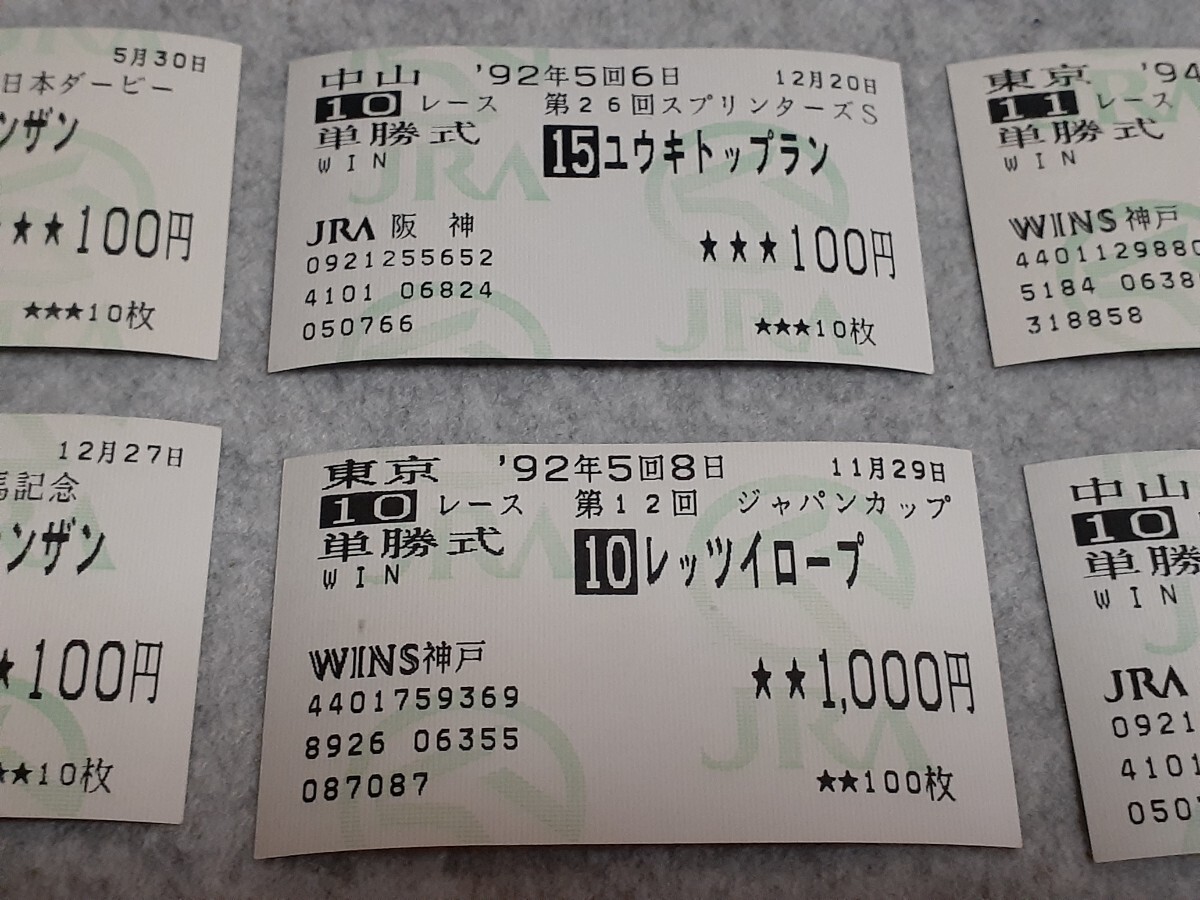 5月30日
日本ダービー
ンザン
★★100円
★★★10枚
中山 '92年5回6日 12月20日
10 レース 第26回スプリンターズS
単勝式 15 ユウキトップラン
WIN
JRA 阪神
0921255652
4101 06824
050766
★★★100円
★★★10枚
東京 '94
11 レース
単勝式
WIN
WINS神戸
4401129880
5184 0638
318858
12月27日
馬記念
ンザン
★100円
★★10枚
東京 '92年5回8日 11月29日
10 レース 第12回 ジャパンカップ
単勝式 10 レッツイロープ
WIN
WINS神戸
4401759369
8926 06355
087087
★★1,000円
★★100枚
中山
10
単勝
WIN
JRA
0921
4101
050